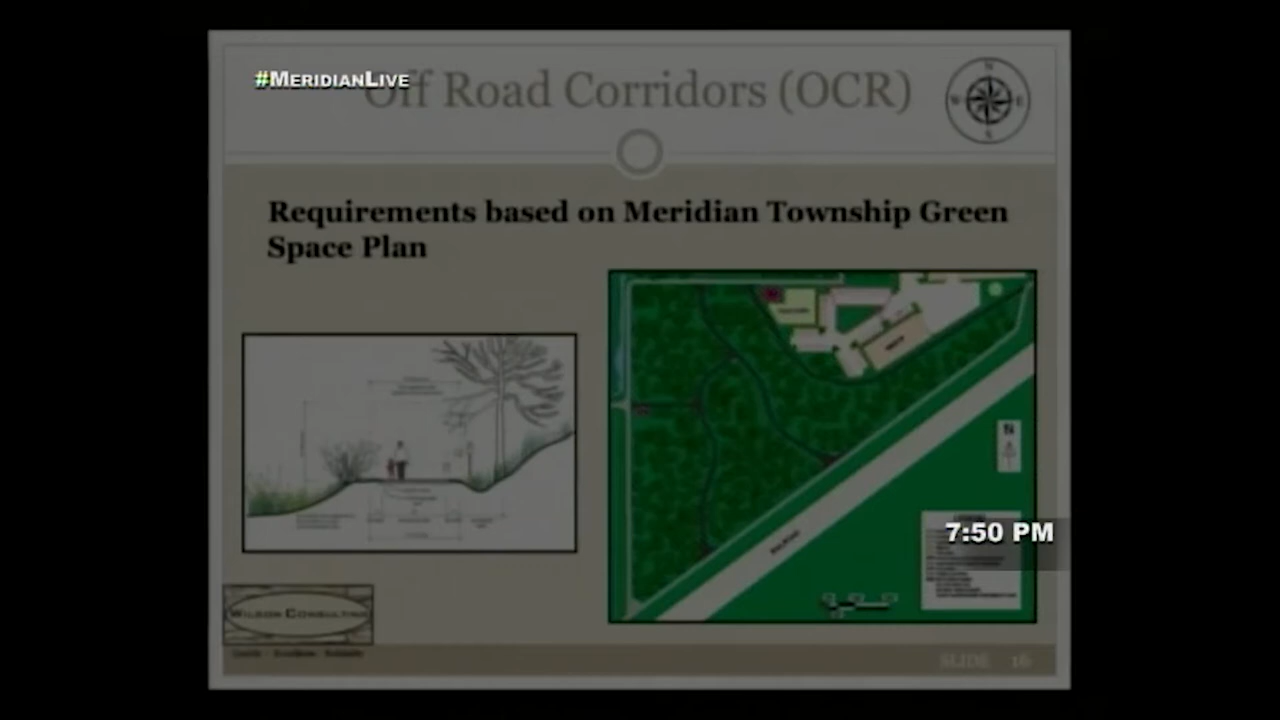 #MERIDIANLIVE
Off Road Corridors (OCR)
N
W E
S
Requirements based on Meridian Township Green
Space Plan
N
7:50 PM
WILSON CONSULTING
SLIDE 16